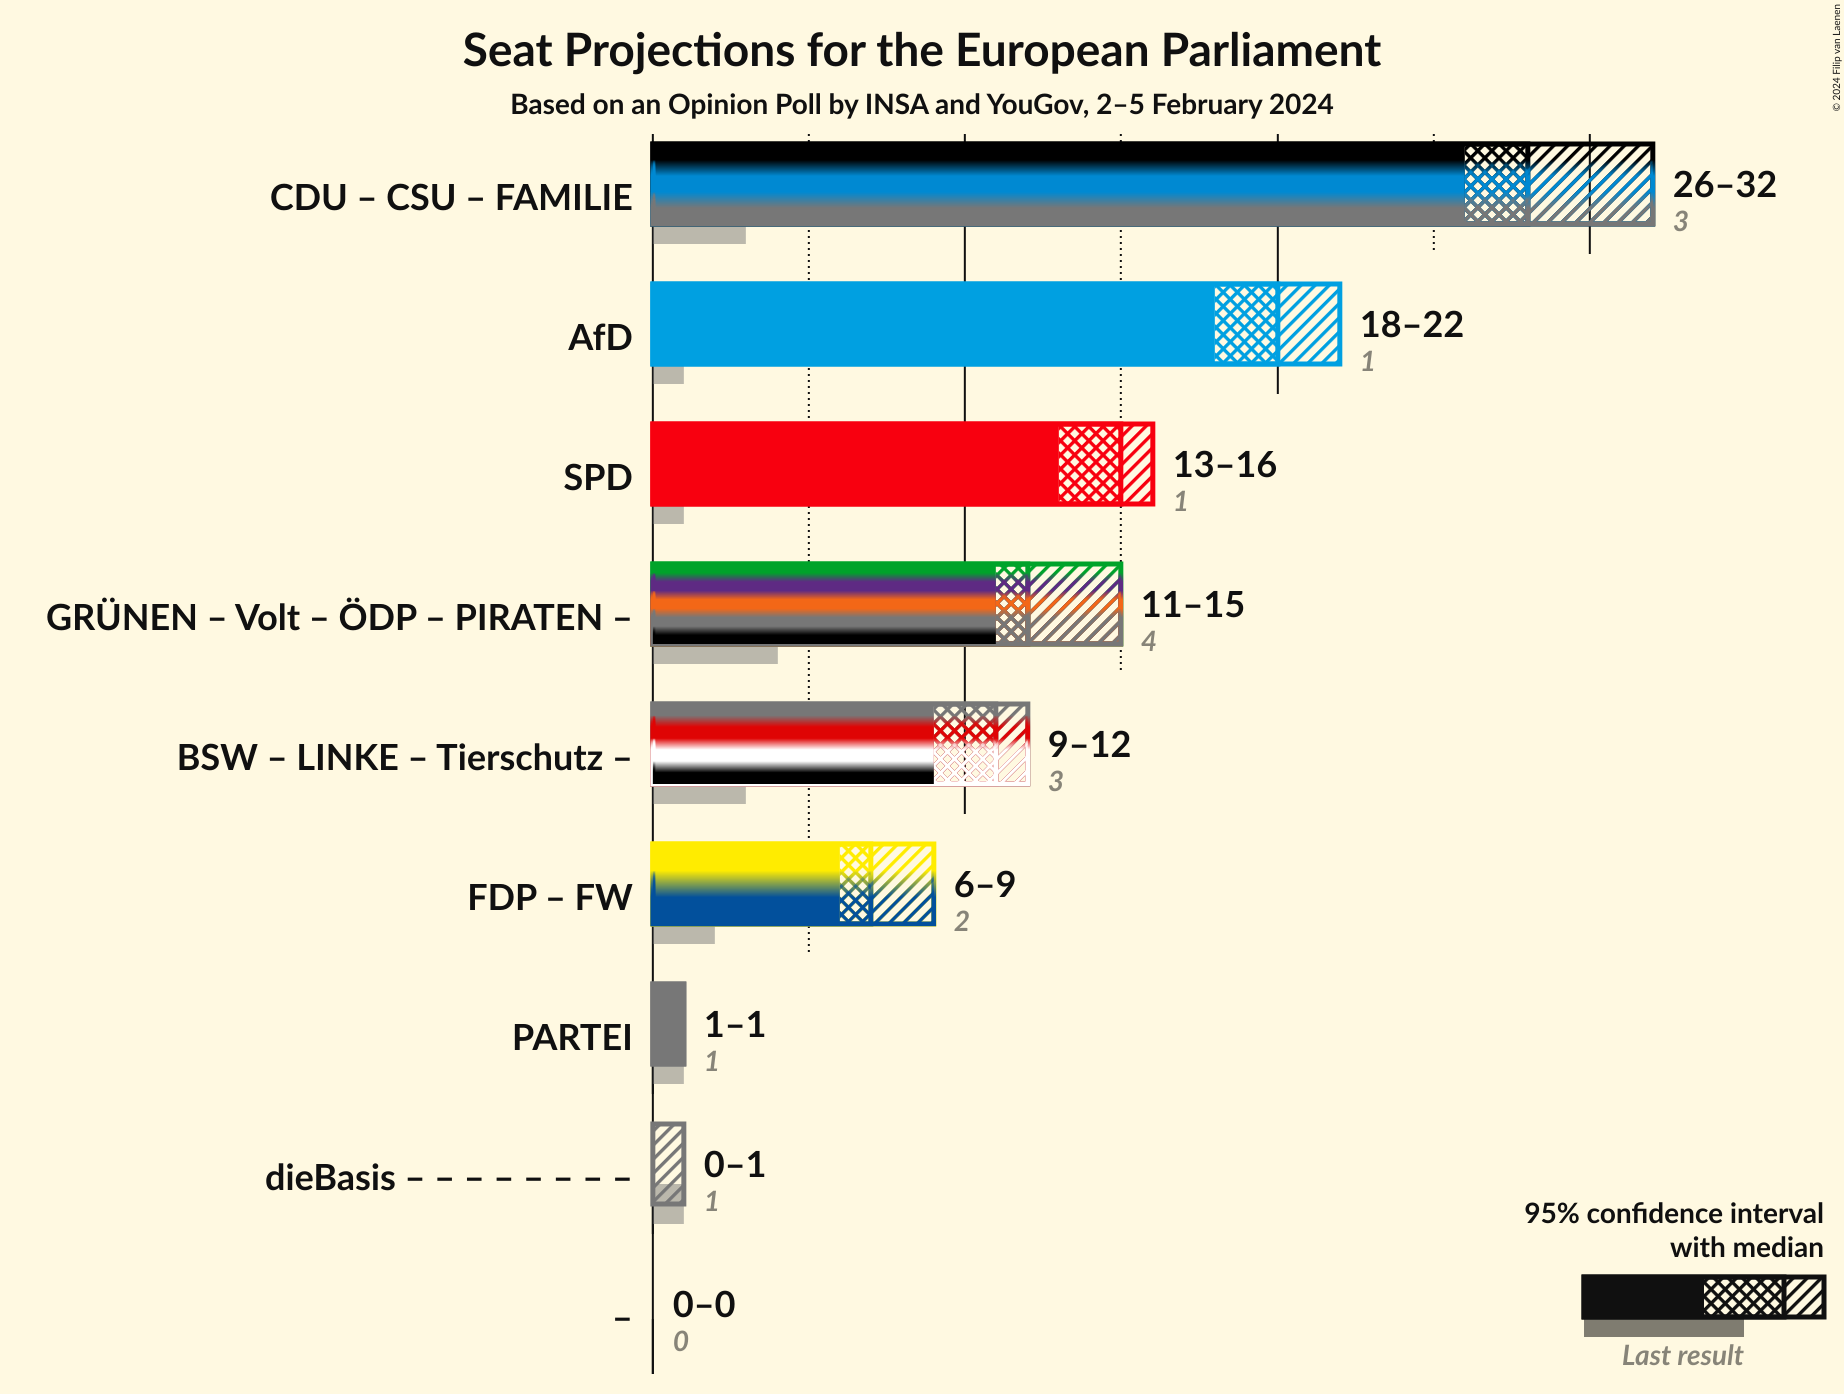 Seat Projections for the European Parliament
Based on an Opinion Poll by INSA and YouGov, 2–5 February 2024
© 2024 Filip van Laenen
CDU – CSU – FAMILIE
26–32
3
AfD
18–22
1
SPD
13–16
1
GRÜNEN – Volt – ÖDP – PIRATEN –
11–15
4
BSW – LINKE – Tierschutz –
9–12
3
FDP – FW
6–9
2
PARTEI
1–1
1
dieBasis – – – – – – – –
0–1
1
–
0–0
0
95% confidence interval
with median
Last result